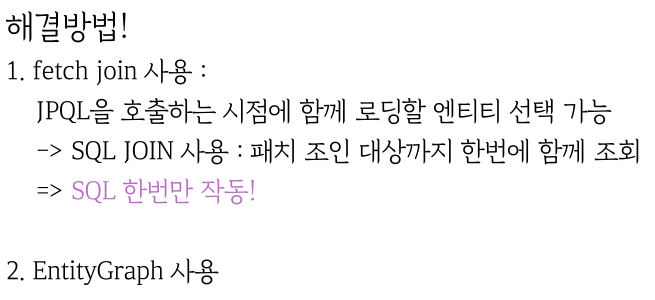 해결방법!
1. fetch join 사용 :
JPQL을 호출하는 시점에 함께 로딩할 엔티티 선택 가능
-> SQL JOIN 사용 : 패치 조인 대상까지 한번에 함께 조회
=> SQL 한번만 작동!
2. EntityGraph 사용